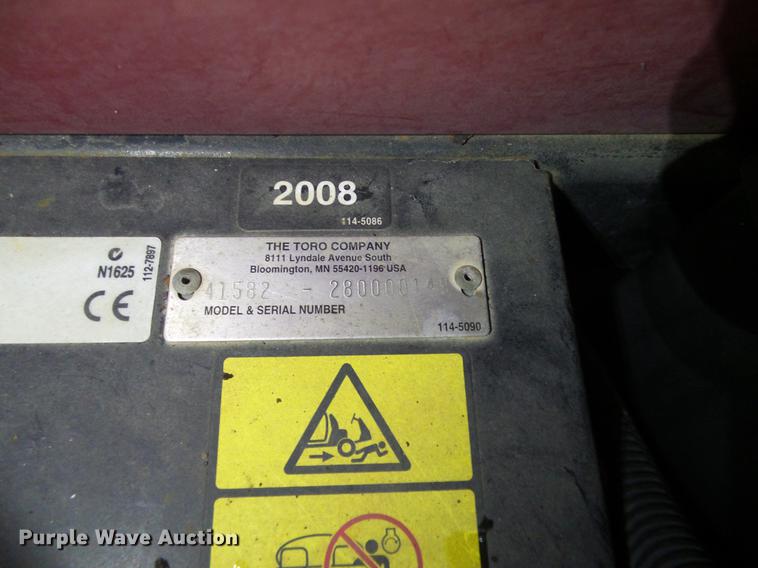 2008
114-5086
THE TORO COMPANY
8111 Lyndale Avenue South
Bloomington, MN 55420-1196 USA
41582 -
MODEL & SERIAL NUMBER
114-5090
N1625
112-7897
CE
Purple Wave Auction